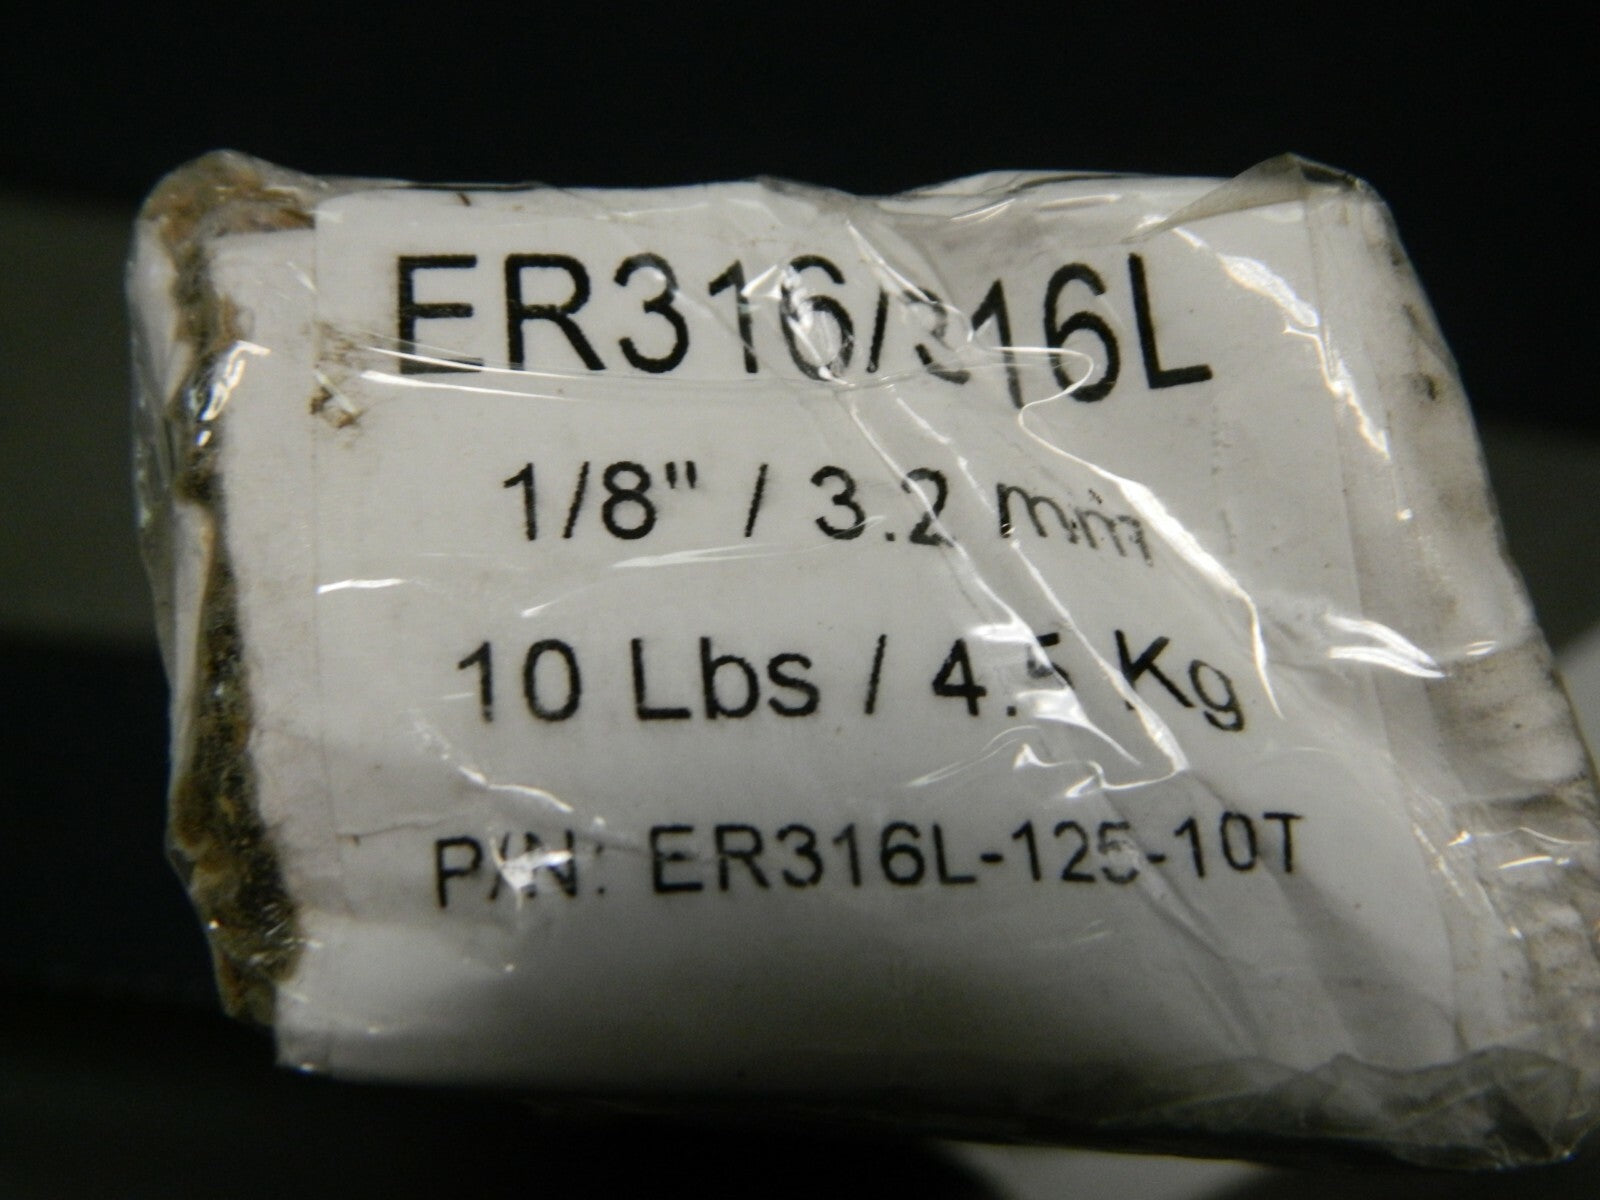 ER316/316L
1/8" / 3.2 mm
10 Lbs / 4.5 Kg
P/N: ER316L-125-10T